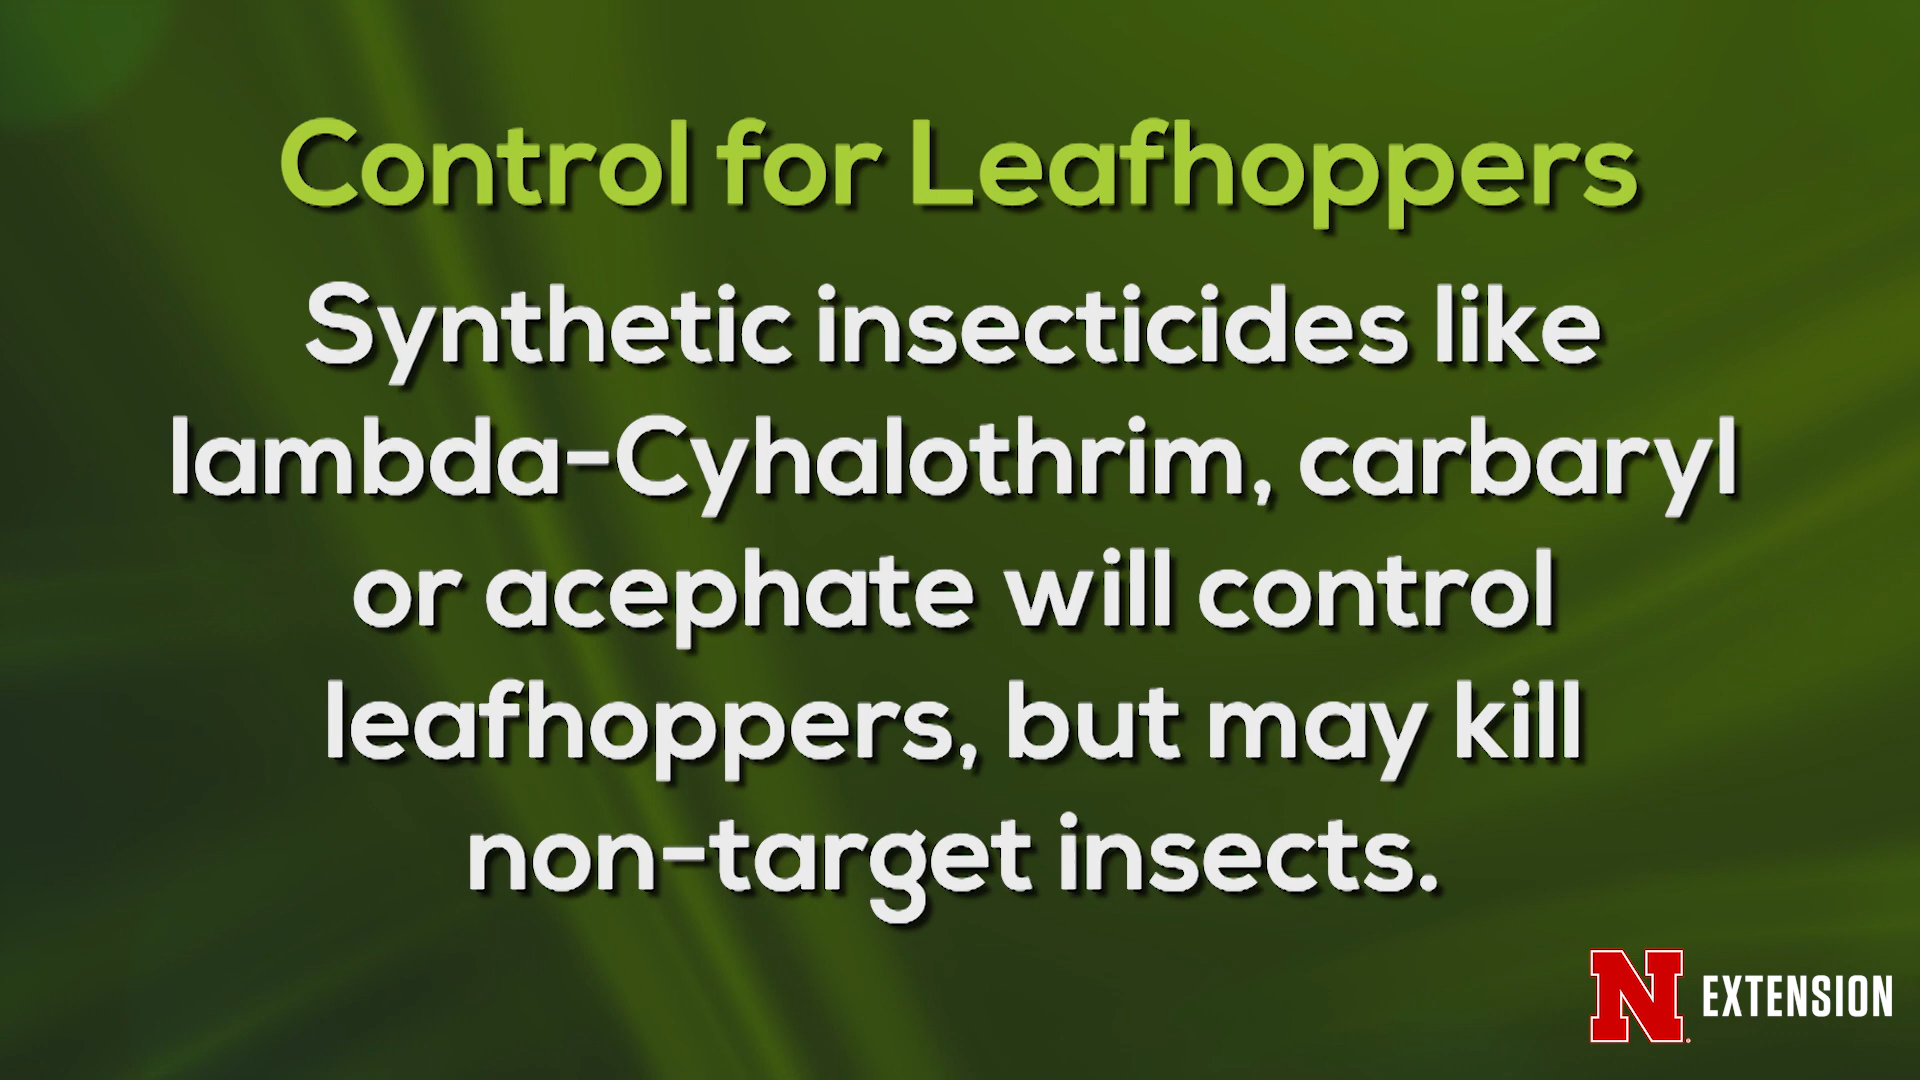 Control for Leafhoppers
Synthetic insecticides like
lambda-Cyhalothrim, carbaryl
or acephate will control
leafhoppers, but may kill
non-target insects.
N EXTENSION